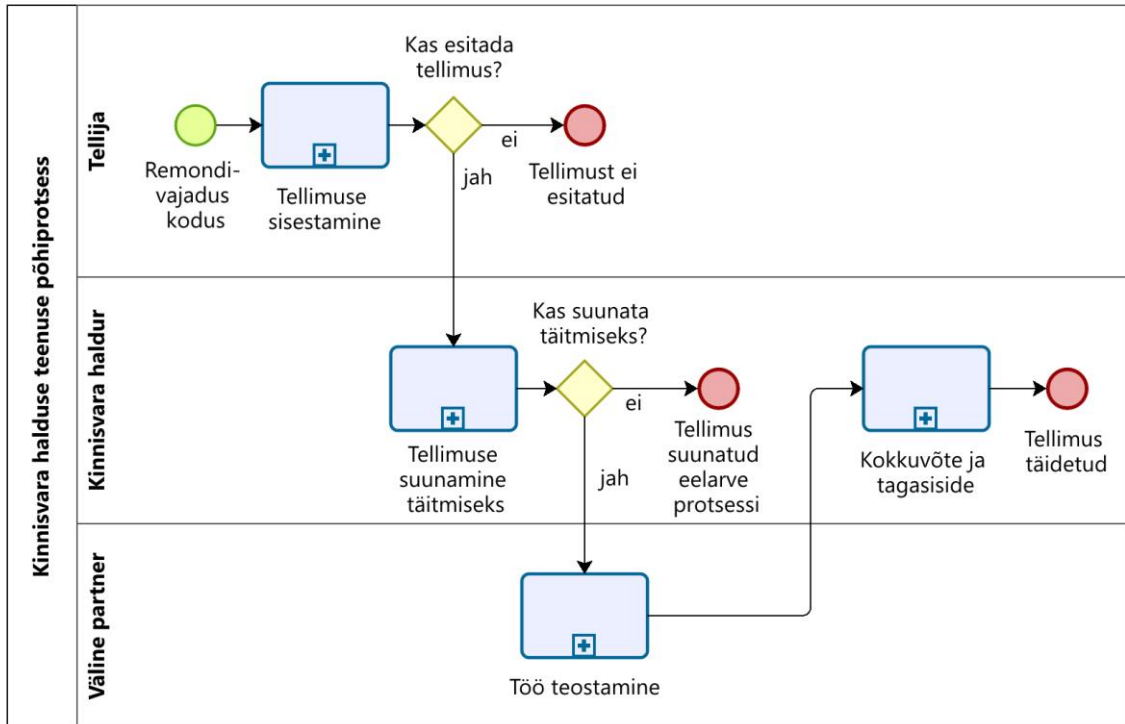 Kinnisvara halduse teenuse põhiprotsess
Tellija
Remondi-
vajadus
kodus
Tellimuse
sisestamine
Kas esitada
tellimus?
ei
jah
Tellimust ei
esitatud
Kinnisvara haldur
Tellimuse
suunamine
täitmiseks
Kas suunata
täitmiseks?
ei
jah
Tellimus
suunatud
eelarve
protsessi
Kokkuvõte ja
tagasiside
Tellimus
täidetud
Väline partner
Töö teostamine